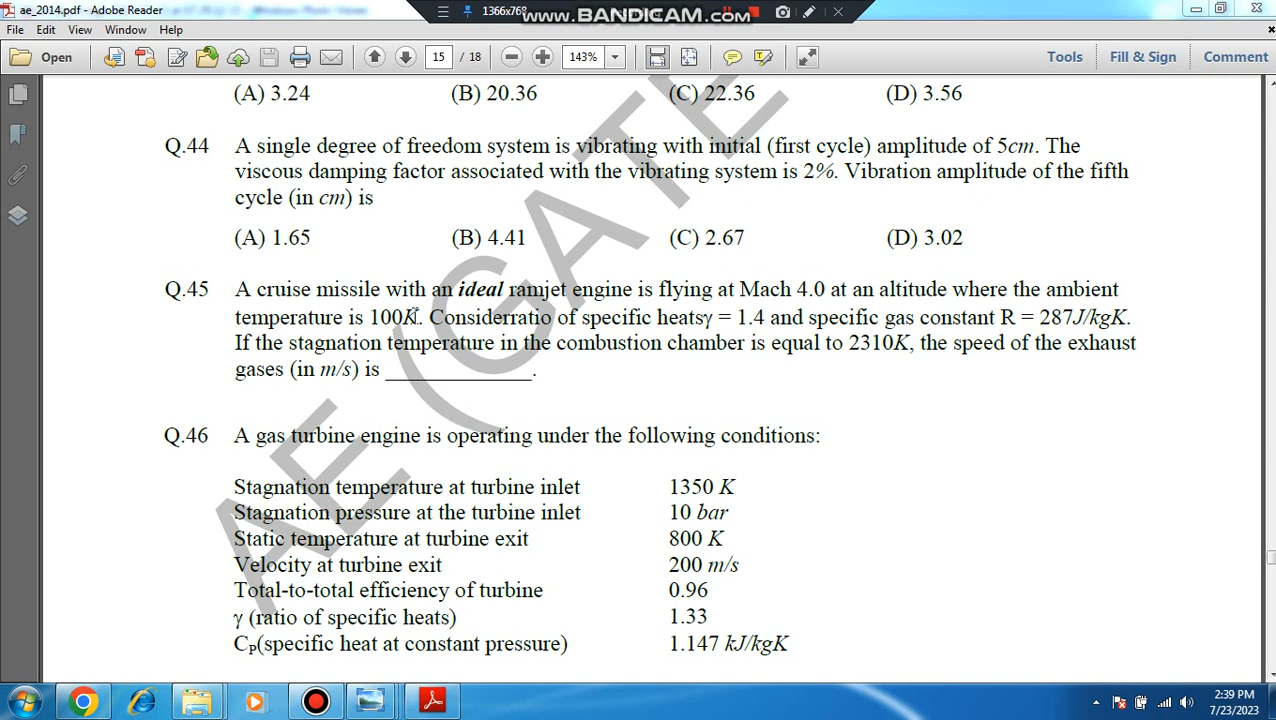 ae_2014.pdf - Adobe Reader
1366x768
www.BANDICAM.com
File Edit View Window Help
Open 15 / 18 143% Tools Fill & Sign Comment
(A) 3.24 (B) 20.36 (C) 22.36 (D) 3.56
Q.44 A single degree of freedom system is vibrating with initial (first cycle) amplitude of 5cm. The
viscous damping factor associated with the vibrating system is 2%. Vibration amplitude of the fifth
cycle (in cm) is
(A) 1.65 (B) 4.41 (C) 2.67 (D) 3.02
Q.45 A cruise missile with an ideal ramjet engine is flying at Mach 4.0 at an altitude where the ambient
temperature is 100K. Considerratio of specific heatsγ = 1.4 and specific gas constant R = 287J/kgK.
If the stagnation temperature in the combustion chamber is equal to 2310K, the speed of the exhaust
gases (in m/s) is ______________.
Q.46 A gas turbine engine is operating under the following conditions:
Stagnation temperature at turbine inlet 1350 K
Stagnation pressure at the turbine inlet 10 bar
Static temperature at turbine exit 800 K
Velocity at turbine exit 200 m/s
Total-to-total efficiency of turbine 0.96
γ (ratio of specific heats) 1.33
CP(specific heat at constant pressure) 1.147 kJ/kgK
AE (GATE
2:39 PM
7/23/2023